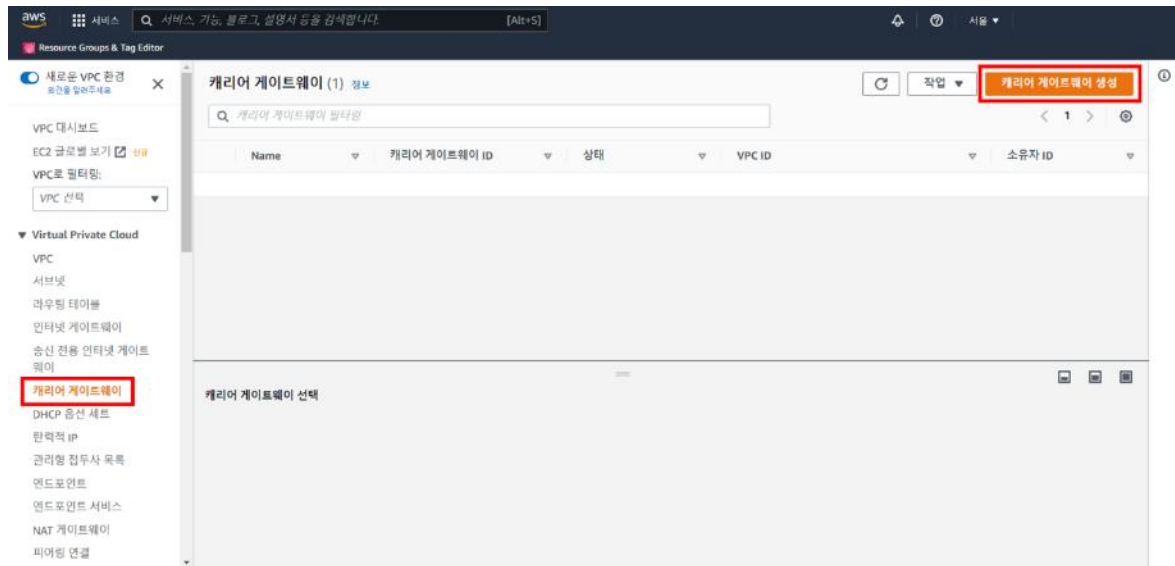 aws
서비스
서비스, 기능, 블로그, 설명서 등을 검색합니다.
[Alt+S]
서울 ▼
Resource Groups & Tag Editor
새로운 VPC 환경
의견을 알려주세요
VPC 대시보드
EC2 글로벌 보기 신규
VPC로 필터링:
VPC 선택
Virtual Private Cloud
VPC
서브넷
라우팅 테이블
인터넷 게이트웨이
송신 전용 인터넷 게이트
웨이
캐리어 게이트웨이
DHCP 옵션 세트
탄력적 IP
관리형 접두사 목록
엔드포인트
엔드포인트 서비스
NAT 게이트웨이
피어링 연결
캐리어 게이트웨이 (1) 정보
작업 ▼
캐리어 게이트웨이 생성
캐리어 게이트웨이 필터링
< 1 >
Name
캐리어 게이트웨이 ID
상태
VPC ID
소유자 ID
캐리어 게이트웨이 선택